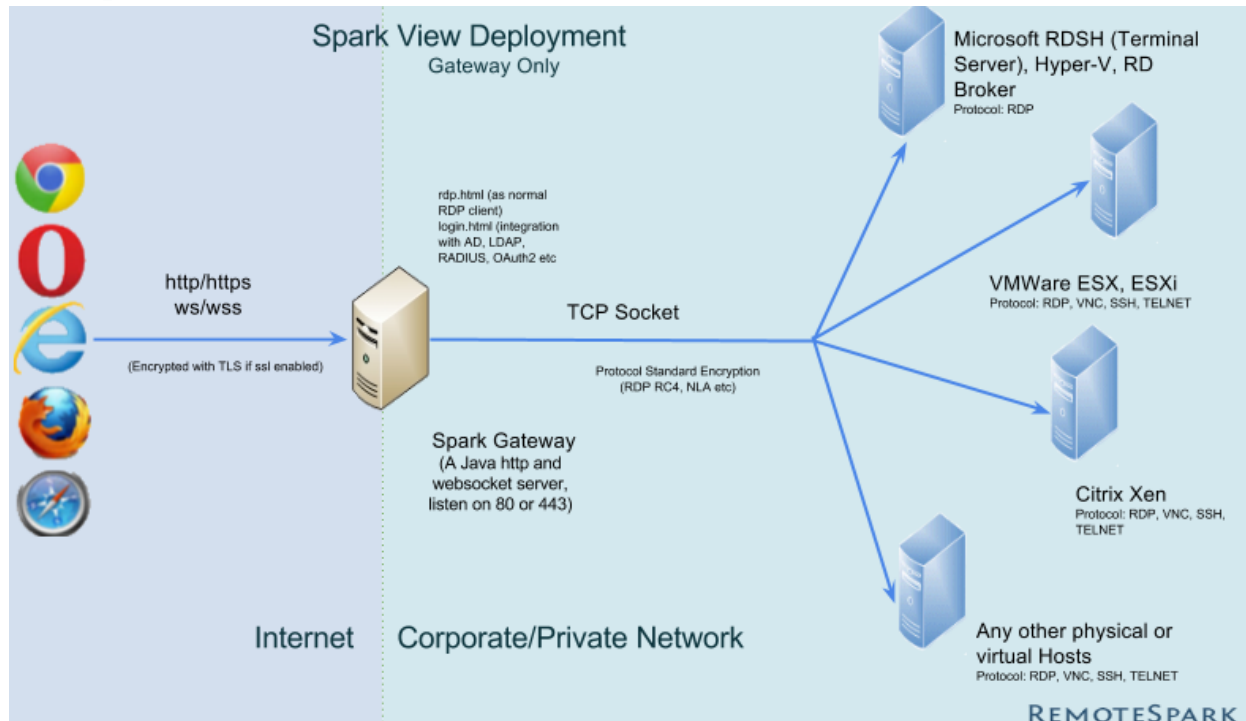 Spark View Deployment
Gateway Only
Microsoft RDSH (Terminal
Server), Hyper-V, RD
Broker
Protocol: RDP
rdp.html (as normal
RDP client)
login.html (integration
with AD, LDAP,
RADIUS, OAuth2 etc
http/https
ws/wss
(Encrypted with TLS if ssl enabled)
TCP Socket
Protocol Standard Encryption
(RDP RC4, NLA etc)
VMWare ESX, ESXi
Protocol: RDP, VNC, SSH, TELNET
Spark Gateway
(A Java http and
websocket server,
listen on 80 or 443)
Citrix Xen
Protocol: RDP, VNC, SSH,
TELNET
Any other physical or
virtual Hosts
Protocol: RDP, VNC, SSH, TELNET
Internet
Corporate/Private Network
REMOTESPARK